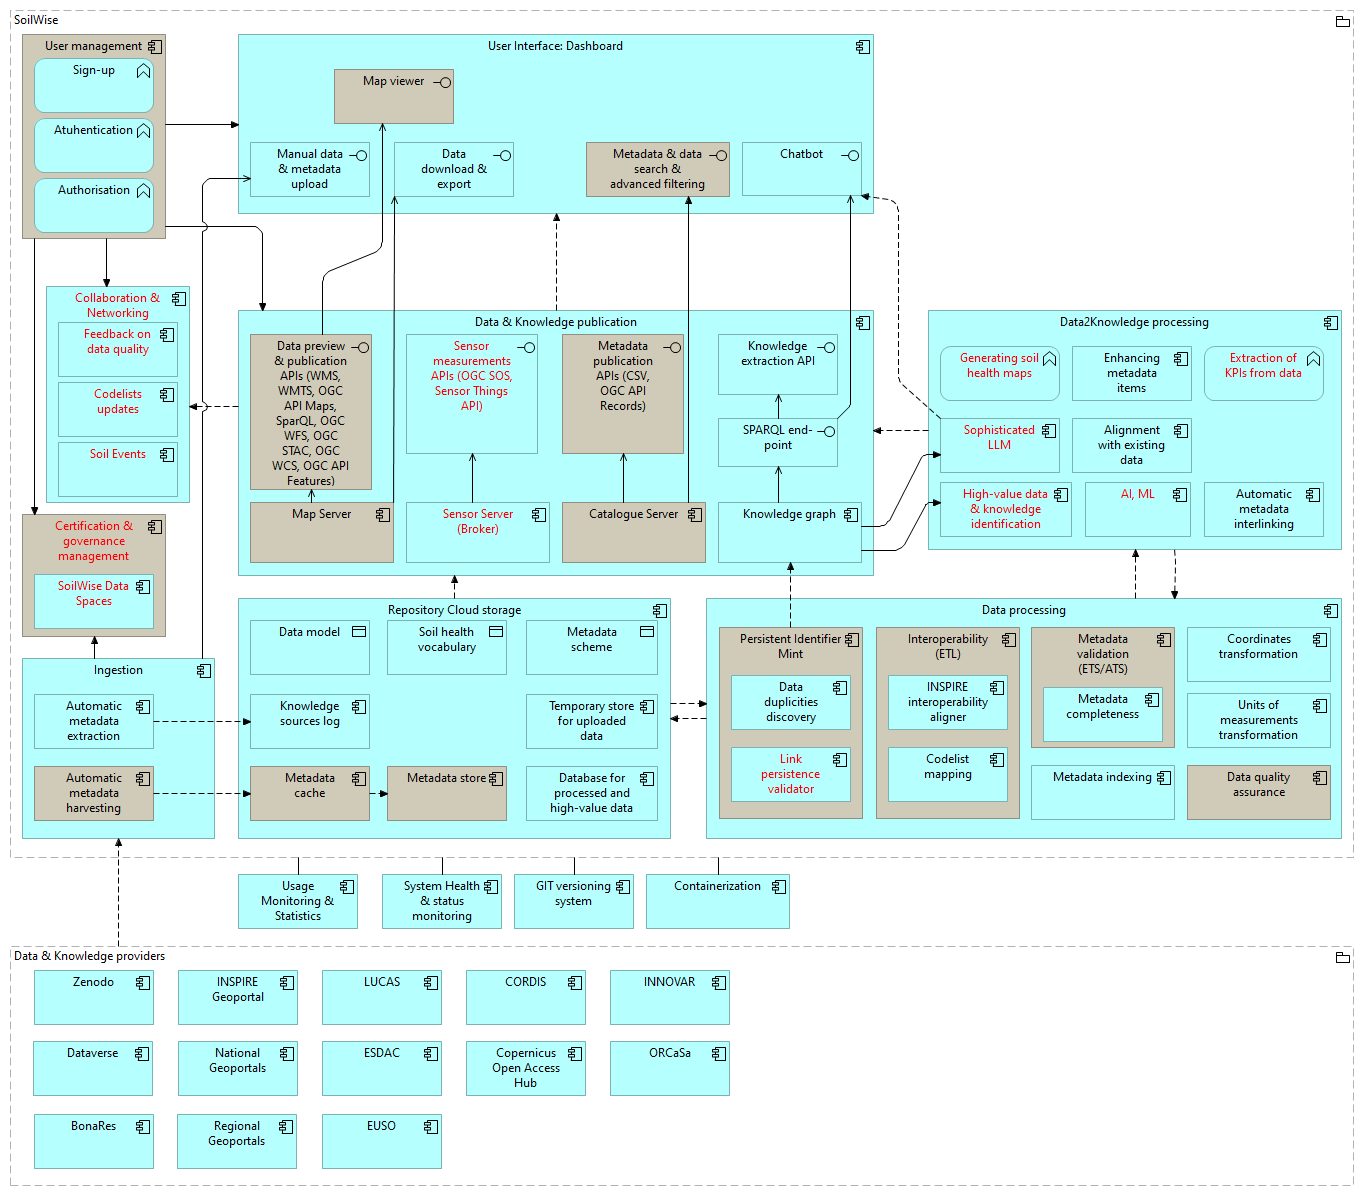 SoilWise
User management
Sign-up
Atuhentication
Authorisation
User Interface: Dashboard
Map viewer
Manual data
& metadata
upload
Data
download &
export
Metadata & data
search &
advanced filtering
Chatbot
Collaboration &
Networking
Feedback on
data quality
Codelists
updates
Soil Events
Data & Knowledge publication
Data preview
& publication
APIs (WMS,
WMTS, OGC
API Maps,
SparQL, OGC
WFS, OGC
STAC, OGC
WCS, OGC API
Features)
Sensor
measurements
APIs (OGC SOS,
Sensor Things
API)
Metadata
publication
APIs (CSV,
OGC API
Records)
Knowledge
extraction API
SPARQL end-
point
Map Server
Sensor Server
(Broker)
Catalogue Server
Knowledge graph
Data2Knowledge processing
Generating soil
health maps
Enhancing
metadata
items
Extraction of
KPIs from data
Sophisticated
LLM
Alignment
with existing
data
High-value data
& knowledge
identification
AI, ML
Automatic
metadata
interlinking
Certification &
governance
management
SoilWise Data
Spaces
Ingestion
Automatic
metadata
extraction
Automatic
metadata
harvesting
Repository Cloud storage
Data model
Soil health
vocabulary
Metadata
scheme
Knowledge
sources log
Temporary store
for uploaded
data
Metadata
cache
Metadata store
Database for
processed and
high-value data
Data processing
Persistent Identifier
Mint
Data
duplicities
discovery
Link
persistence
validator
Interoperability
(ETL)
INSPIRE
interoperability
aligner
Codelist
mapping
Metadata
validation
(ETS/ATS)
Metadata
completeness
Metadata indexing
Coordinates
transformation
Units of
measurements
transformation
Data quality
assurance
Usage
Monitoring &
Statistics
System Health
& status
monitoring
GIT versioning
system
Containerization
Data & Knowledge providers
Zenodo
INSPIRE
Geoportal
LUCAS
CORDIS
INNOVAR
Dataverse
National
Geoportals
ESDAC
Copernicus
Open Access
Hub
ORCaSa
BonaRes
Regional
Geoportals
EUSO